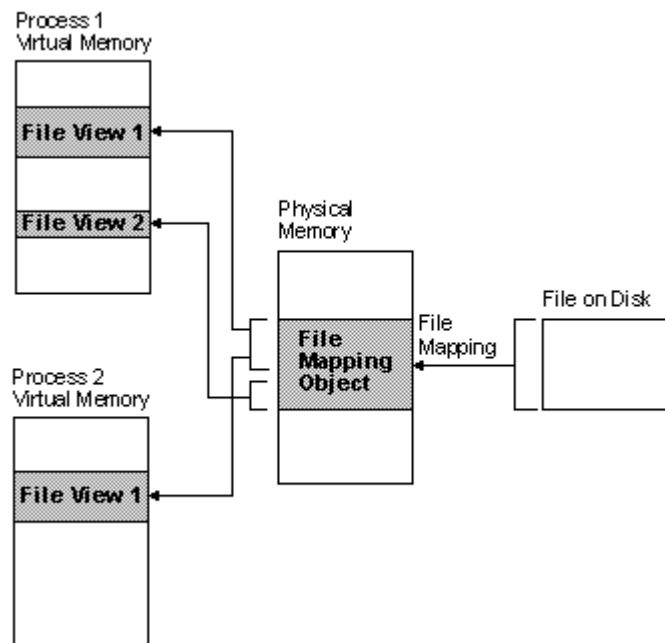 Process 1
Virtual Memory
File View 1
File View 2
Physical
Memory
File
Mapping
Object
File
Mapping
File on Disk
Process 2
Virtual Memory
File View 1